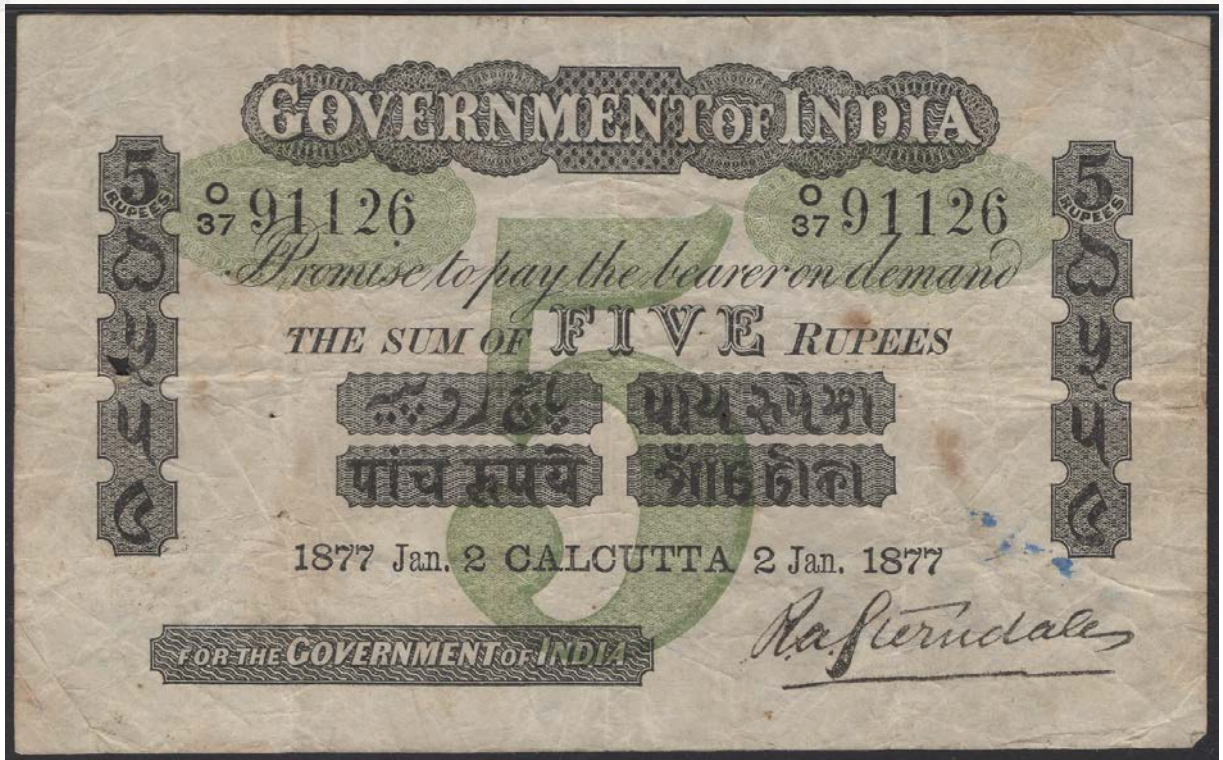 GOVERNMENT OF INDIA
5 RUPEES
5 RUPEES
O/37 91126
O/37 91126
I Promise to pay the bearer on demand
THE SUM OF FIVE RUPEES
पांच रूपये
1877 Jan. 2 CALCUTTA 2 Jan. 1877
FOR THE GOVERNMENT OF INDIA
R.a. Sterndale